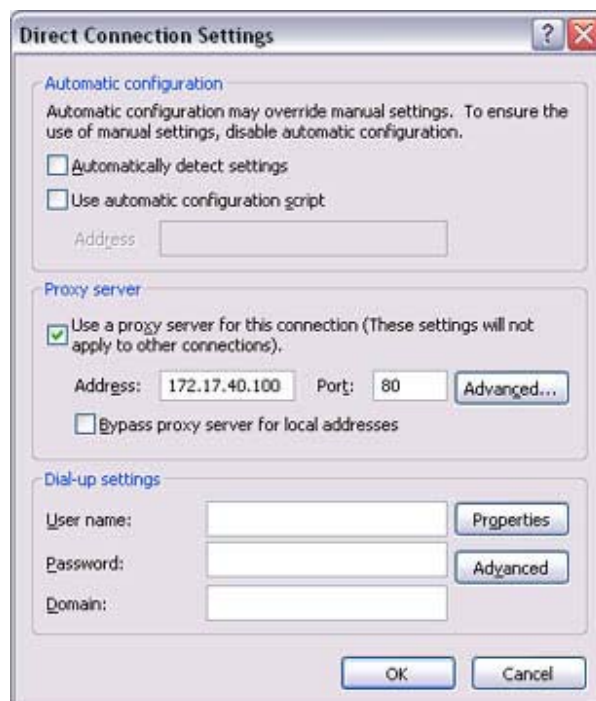 Direct Connection Settings
Automatic configuration
Automatic configuration may override manual settings. To ensure the
use of manual settings, disable automatic configuration.
Automatically detect settings
Use automatic configuration script
Address
Proxy server
Use a proxy server for this connection (These settings will not
apply to other connections).
Address: 172.17.40.100 Port: 80 Advanced...
Bypass proxy server for local addresses
Dial-up settings
User name: Properties
Password: Advanced
Domain:
OK Cancel